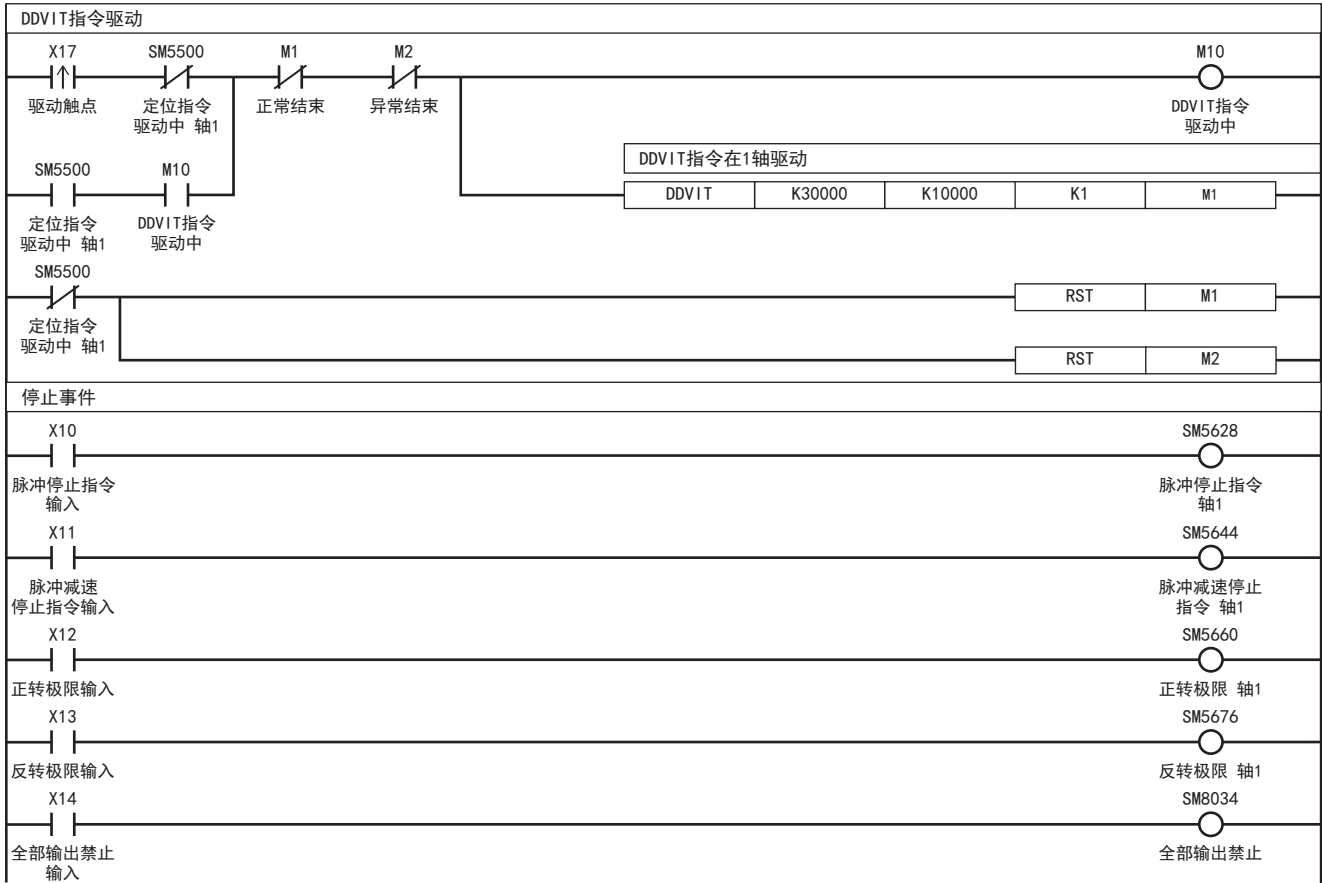 DDVIT指令驱动
X17 SM5500 M1 M2 M10
驱动触点 定位指令 正常结束 异常结束 DDVIT指令
驱动中 轴1 驱动中
DDVIT指令在1轴驱动
SM5500 M10
DDVIT K30000 K10000 K1 M1
定位指令 DDVIT指令
驱动中 轴1 驱动中
SM5500
RST M1
定位指令
驱动中 轴1
RST M2
停止事件
X10 SM5628
脉冲停止指令 脉冲停止指令
输入 轴1
X11 SM5644
脉冲减速 脉冲减速停止
停止指令输入 指令 轴1
X12 SM5660
正转极限输入 正转极限 轴1
X13 SM5676
反转极限输入 反转极限 轴1
X14 SM8034
全部输出禁止 全部输出禁止
输入